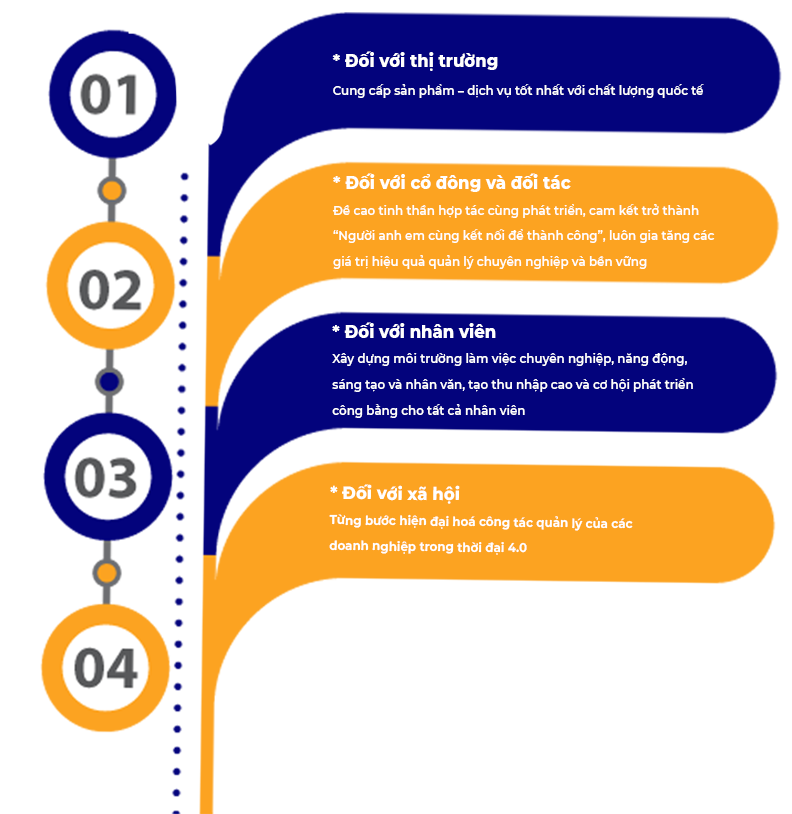 01
* Đối với thị trường
Cung cấp sản phẩm – dịch vụ tốt nhất với chất lượng quốc tế
02
* Đối với cổ đông và đối tác
Đề cao tinh thần hợp tác cùng phát triển, cam kết trở thành
“Người anh em cùng kết nối để thành công”, luôn gia tăng các
giá trị hiệu quả quản lý chuyên nghiệp và bền vững
03
* Đối với nhân viên
Xây dựng môi trường làm việc chuyên nghiệp, năng động,
sáng tạo và nhân văn, tạo thu nhập cao và cơ hội phát triển
công bằng cho tất cả nhân viên
04
* Đối với xã hội
Từng bước hiện đại hoá công tác quản lý của các
doanh nghiệp trong thời đại 4.0